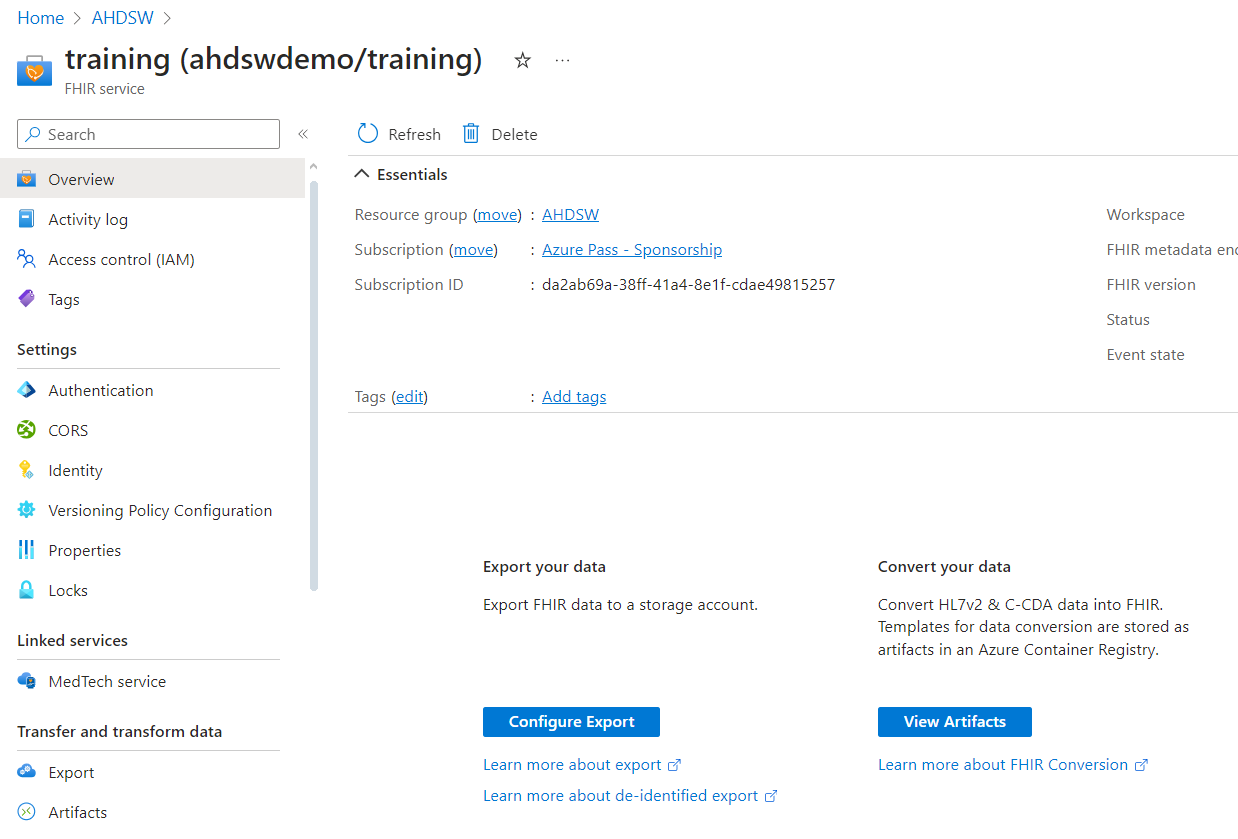 Home > AHDSW >
training (ahdswdemo/training)
FHIR service
Search
Overview
Activity log
Access control (IAM)
Tags
Settings
Authentication
CORS
Identity
Versioning Policy Configuration
Properties
Locks
Linked services
MedTech service
Transfer and transform data
Export
Artifacts
Refresh Delete
Essentials
Resource group (move) : AHDSW
Subscription (move) : Azure Pass - Sponsorship
Subscription ID : da2ab69a-38ff-41a4-8e1f-cdae49815257
Tags (edit) : Add tags
Workspace
FHIR metadata end
FHIR version
Status
Event state
Export your data
Export FHIR data to a storage account.
Configure Export
Learn more about export
Learn more about de-identified export
Convert your data
Convert HL7v2 & C-CDA data into FHIR.
Templates for data conversion are stored as
artifacts in an Azure Container Registry.
View Artifacts
Learn more about FHIR Conversion